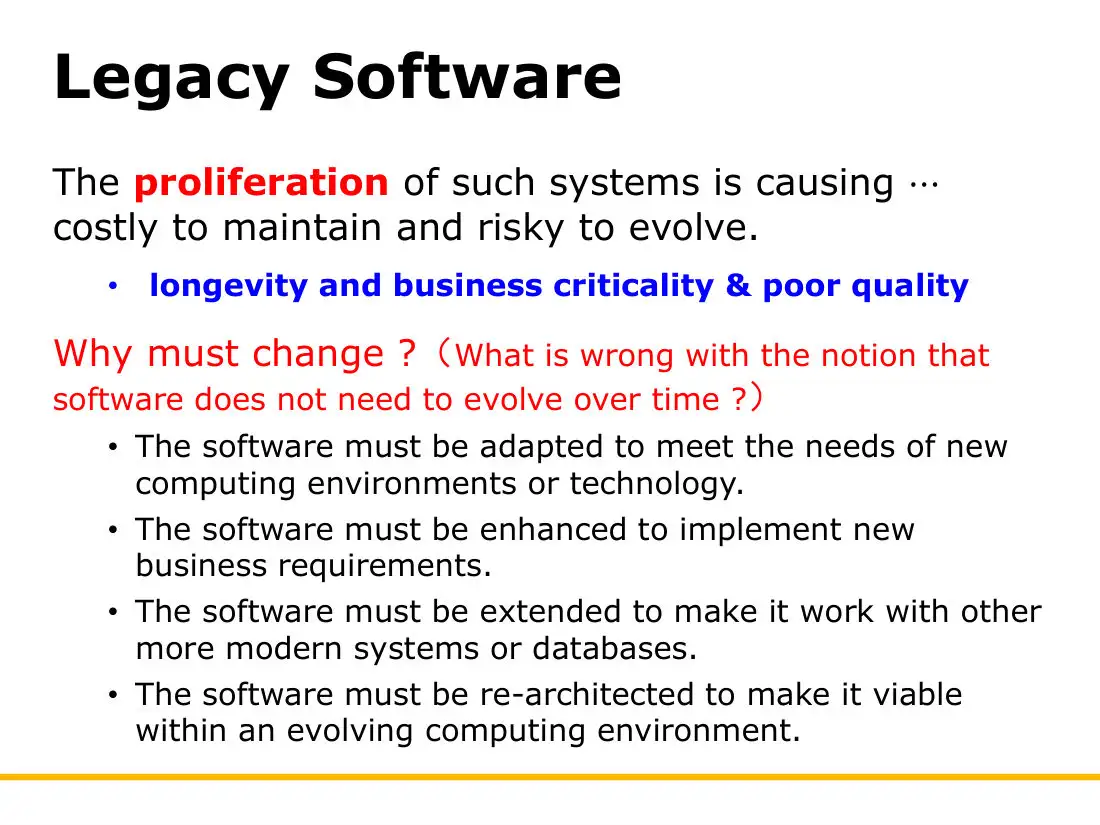 Legacy Software
The proliferation of such systems is causing ⋯
costly to maintain and risky to evolve.
• longevity and business criticality & poor quality
Why must change ?（What is wrong with the notion that
software does not need to evolve over time ?）
• The software must be adapted to meet the needs of new
computing environments or technology.
• The software must be enhanced to implement new
business requirements.
• The software must be extended to make it work with other
more modern systems or databases.
• The software must be re-architected to make it viable
within an evolving computing environment.